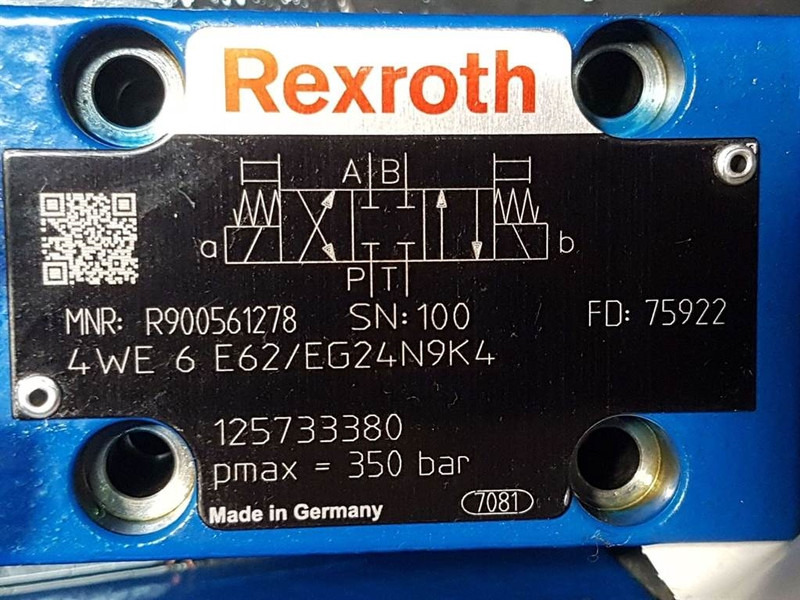 Rexroth
A B
a b
P T
MNR: R900561278 SN: 100 FD: 75922
4WE 6 E62/EG24N9K4
125733380
pmax = 350 bar
Made in Germany 7081